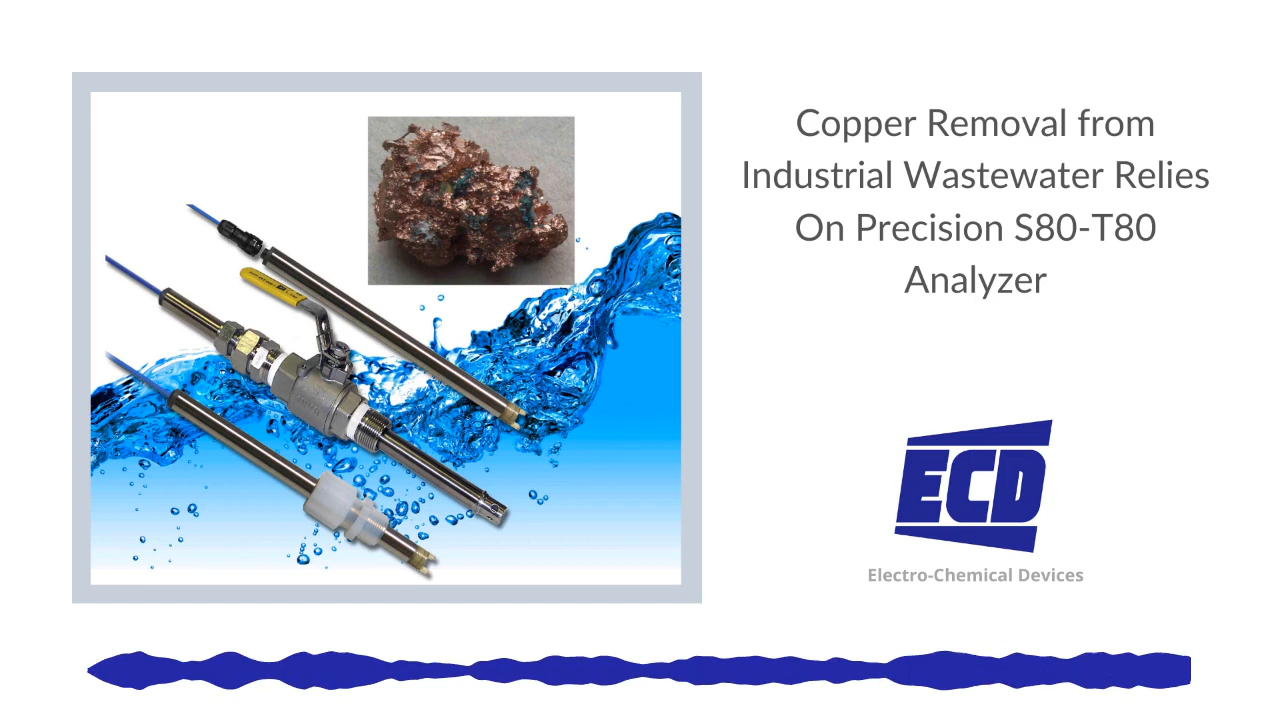 Copper Removal from
Industrial Wastewater Relies
On Precision S80-T80
Analyzer
ECD
Electro-Chemical Devices